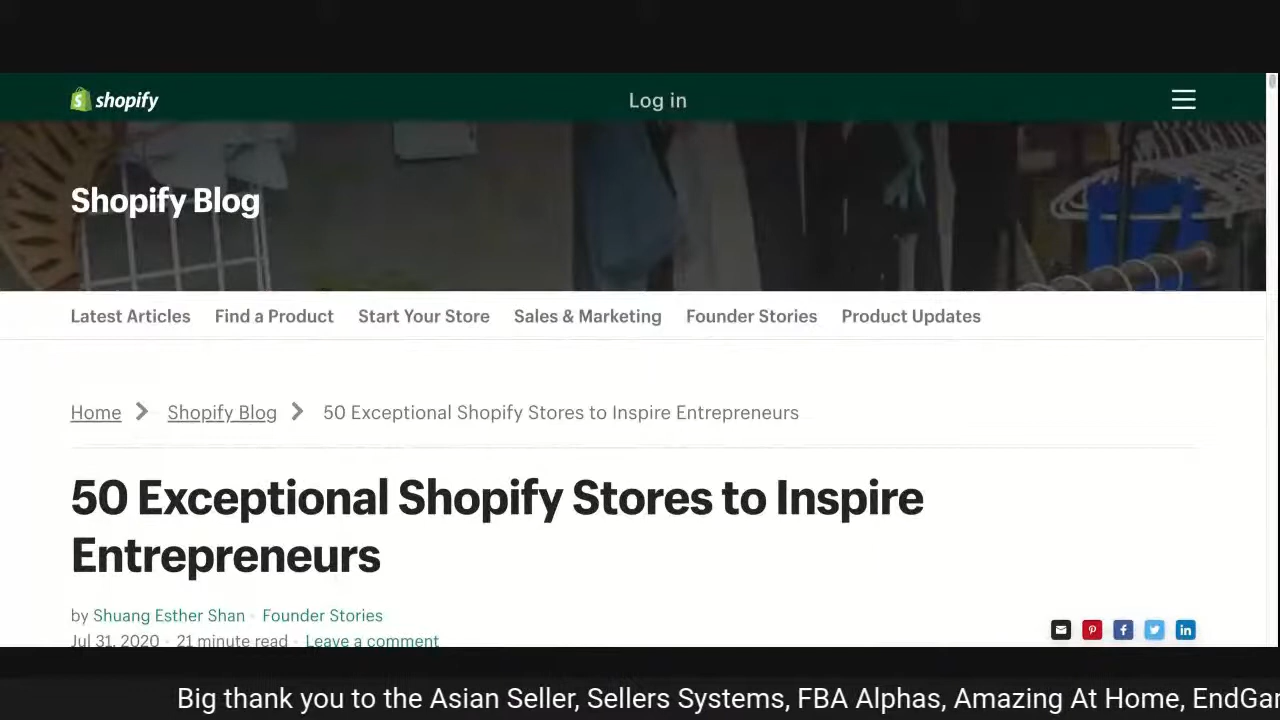 shopify
Log in
Shopify Blog
Latest Articles Find a Product Start Your Store Sales & Marketing Founder Stories Product Updates
Home Shopify Blog 50 Exceptional Shopify Stores to Inspire Entrepreneurs
50 Exceptional Shopify Stores to Inspire
Entrepreneurs
by Shuang Esther Shan Founder Stories
Jul 31, 2020 21 minute read Leave a comment
Big thank you to the Asian Seller, Sellers Systems, FBA Alphas, Amazing At Home,